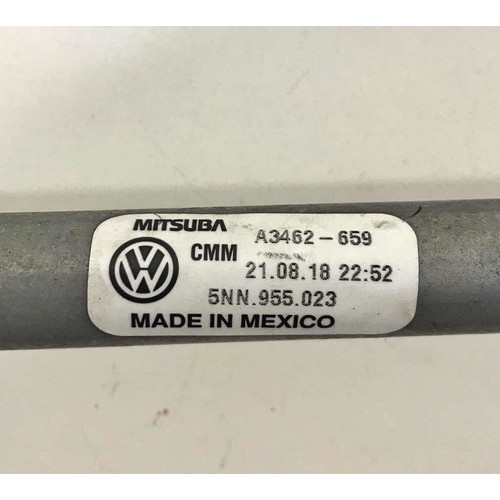 MITSUBA
CMM A3462-659
21.08.18 22:52
5NN.955.023
MADE IN MEXICO